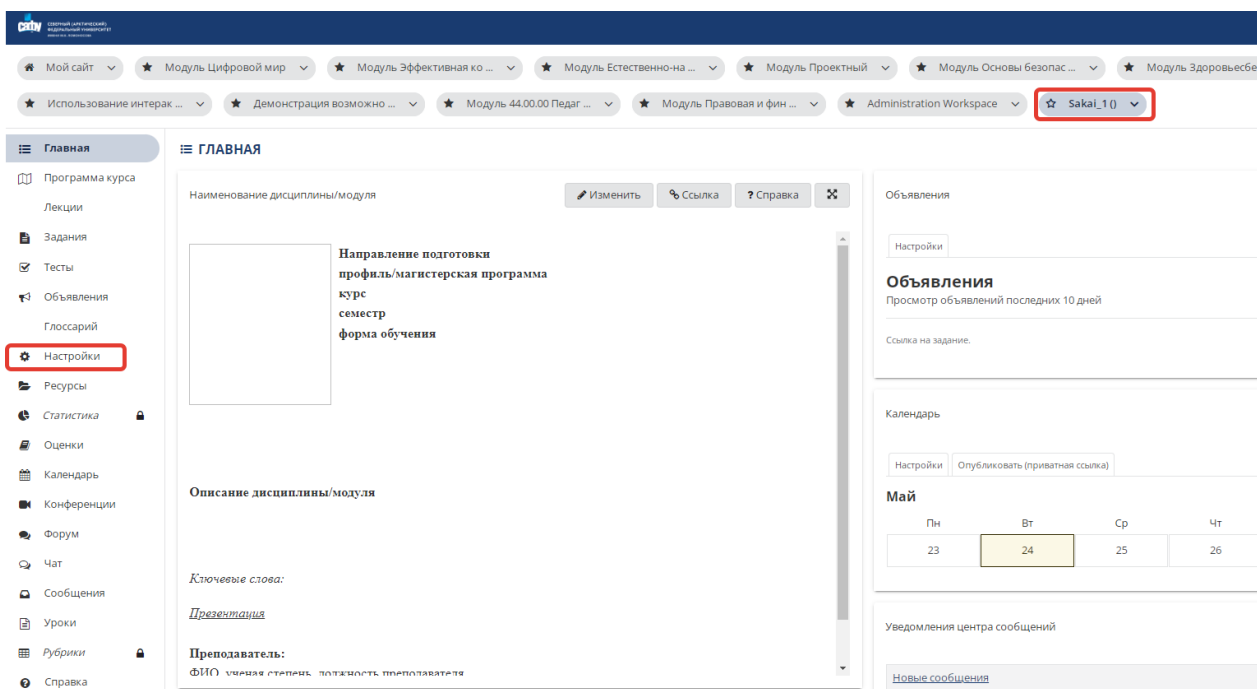 САФУ
СЕВЕРНЫЙ (АРКТИЧЕСКИЙ)
ФЕДЕРАЛЬНЫЙ УНИВЕРСИТЕТ
Мой сайт
Модуль Цифровой мир
Модуль Эффективная ко ...
Модуль Естественно-на ...
Модуль Проектный
Модуль Основы безопас ...
Модуль Здоровьесбе
Использование интерак ...
Демонстрация возможно ...
Модуль 44.00.00 Педаг ...
Модуль Правовая и фин ...
Administration Workspace
Sakai_1 ()
Главная
Программа курса
Лекции
Задания
Тесты
Объявления
Глоссарий
Настройки
Ресурсы
Статистика
Оценки
Календарь
Конференции
Форум
Чат
Сообщения
Уроки
Рубрики
Справка
ГЛАВНАЯ
Наименование дисциплины/модуля
Изменить
Ссылка
? Справка
Направление подготовки
профиль/магистерская программа
курс
семестр
форма обучения
Описание дисциплины/модуля
Ключевые слова:
Презентация
Преподаватель:
ФИО, ученая степень, должность преподавателя
Объявления
Настройки
Объявления
Просмотр объявлений последних 10 дней
Ссылка на задание.
Календарь
Настройки
Опубликовать (приватная ссылка)
Май
Пн Вт Ср Чт
23 24 25 26
Уведомления центра сообщений
Новые сообщения